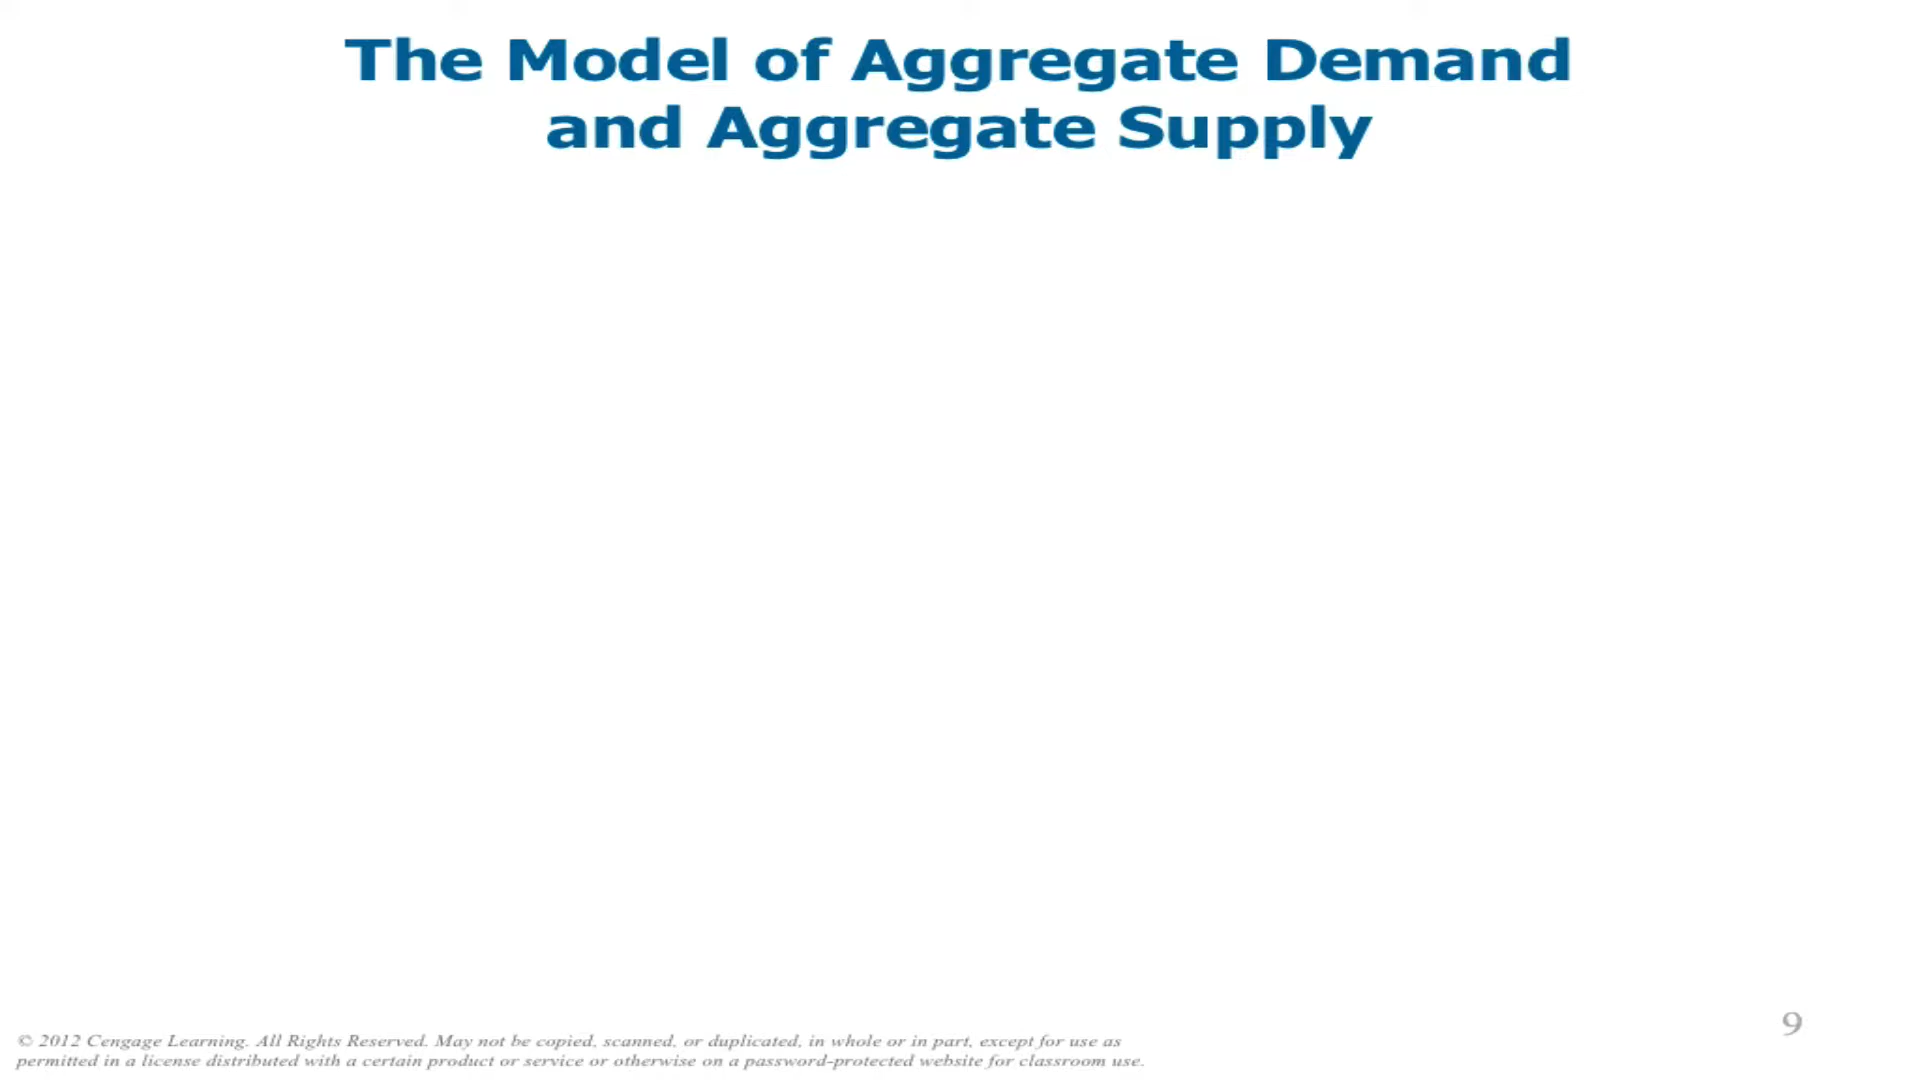 The Model of Aggregate Demand
and Aggregate Supply
© 2012 Cengage Learning. All Rights Reserved. May not be copied, scanned, or duplicated, in whole or in part, except for use as
permitted in a license distributed with a certain product or service or otherwise on a password-protected website for classroom use.
9